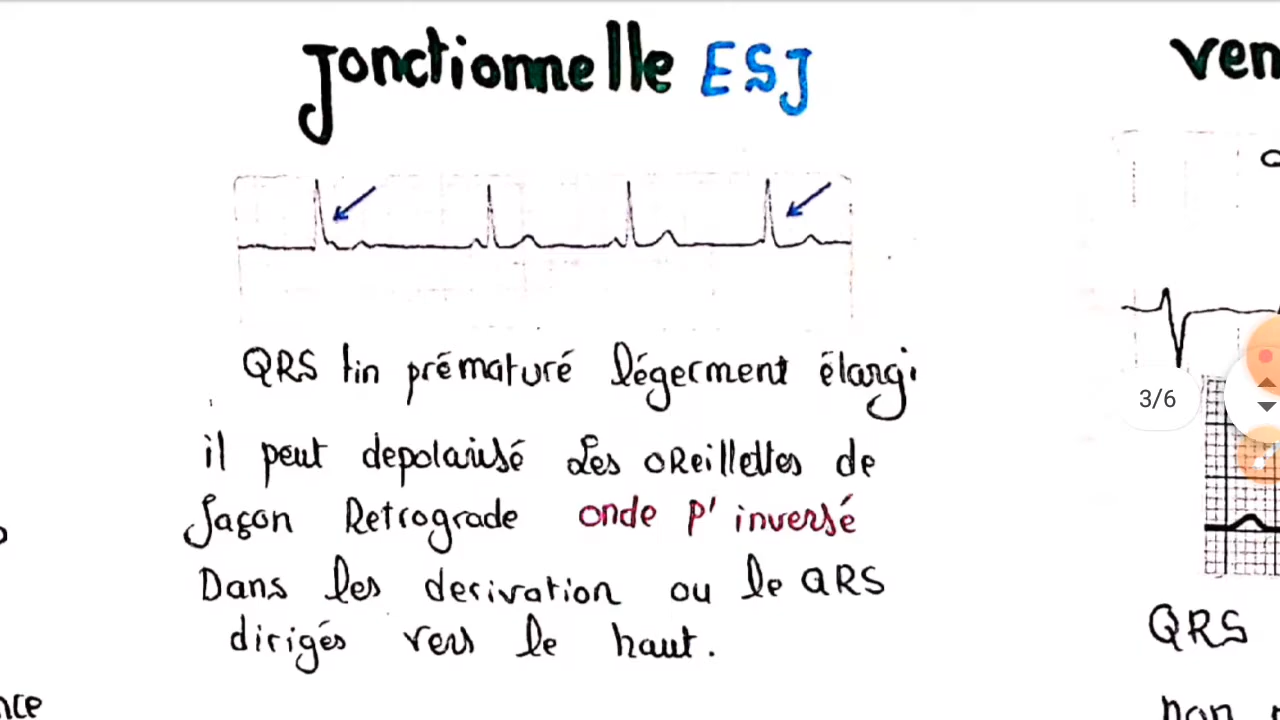 Jonctionnelle ESJ
ven
QRS fin prématuré légerment élargi
il peut depolarisé Les oreillettes de
façon Retrograde onde p' inversé
Dans les derivation ou le QRS
dirigés vers le haut.
3/6
QRS
nce
non